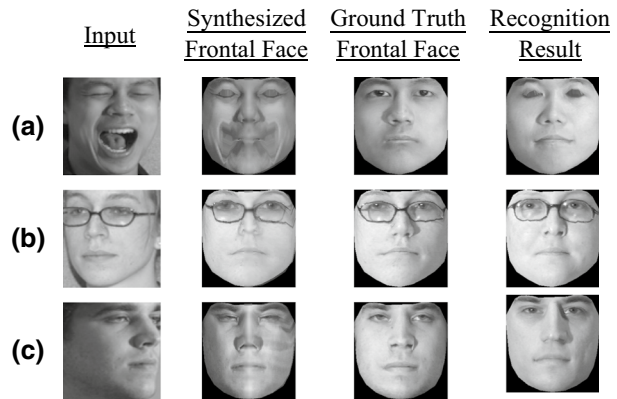 Input
Synthesized
Frontal Face
Ground Truth
Frontal Face
Recognition
Result
(a)
(b)
(c)